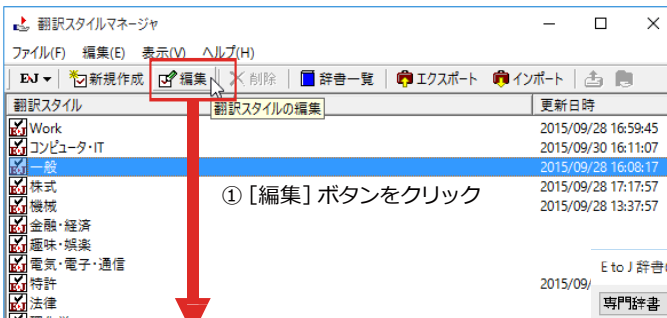 翻訳スタイルマネージャ
ファイル(F) 編集(E) 表示(V) ヘルプ(H)
EJ 新規作成 編集 削除 辞書一覧 エクスポート インポート
翻訳スタイル 更新日時
翻訳スタイルの編集
Work 2015/09/28 16:59:45
コンピュータ・IT 2015/09/30 16:11:07
一般 2015/09/28 16:08:17
株式 2015/09/28 17:17:57
機械 2015/09/28 13:37:57
① [編集] ボタンをクリック
金融・経済
趣味・娯楽
電気・電子・通信
E to J 辞書
特許 2015/09/
専門辞書
法律